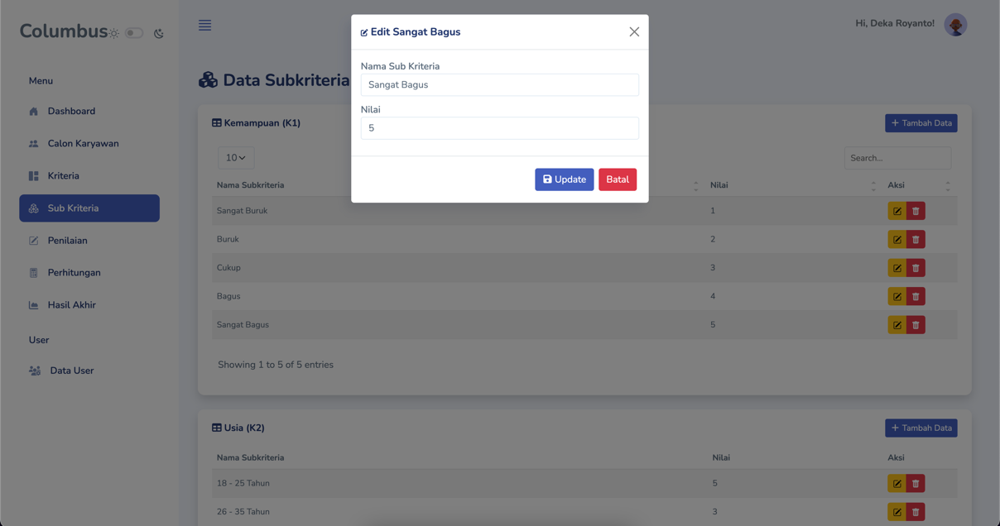 Columbus
Hi, Deka Royanto!
Menu
Dashboard
Calon Karyawan
Kriteria
Sub Kriteria
Penilaian
Perhitungan
Hasil Akhir
User
Data User
Edit Sangat Bagus
Nama Sub Kriteria
Sangat Bagus
Nilai
5
Update Batal
Data Subkriteria
Kemampuan (K1)
+ Tambah Data
10
Search...
Nama Subkriteria Nilai Aksi
Sangat Buruk 1
Buruk 2
Cukup 3
Bagus 4
Sangat Bagus 5
Showing 1 to 5 of 5 entries
Usia (K2)
+ Tambah Data
Nama Subkriteria Nilai Aksi
18 - 25 Tahun 5
26 - 35 Tahun 3